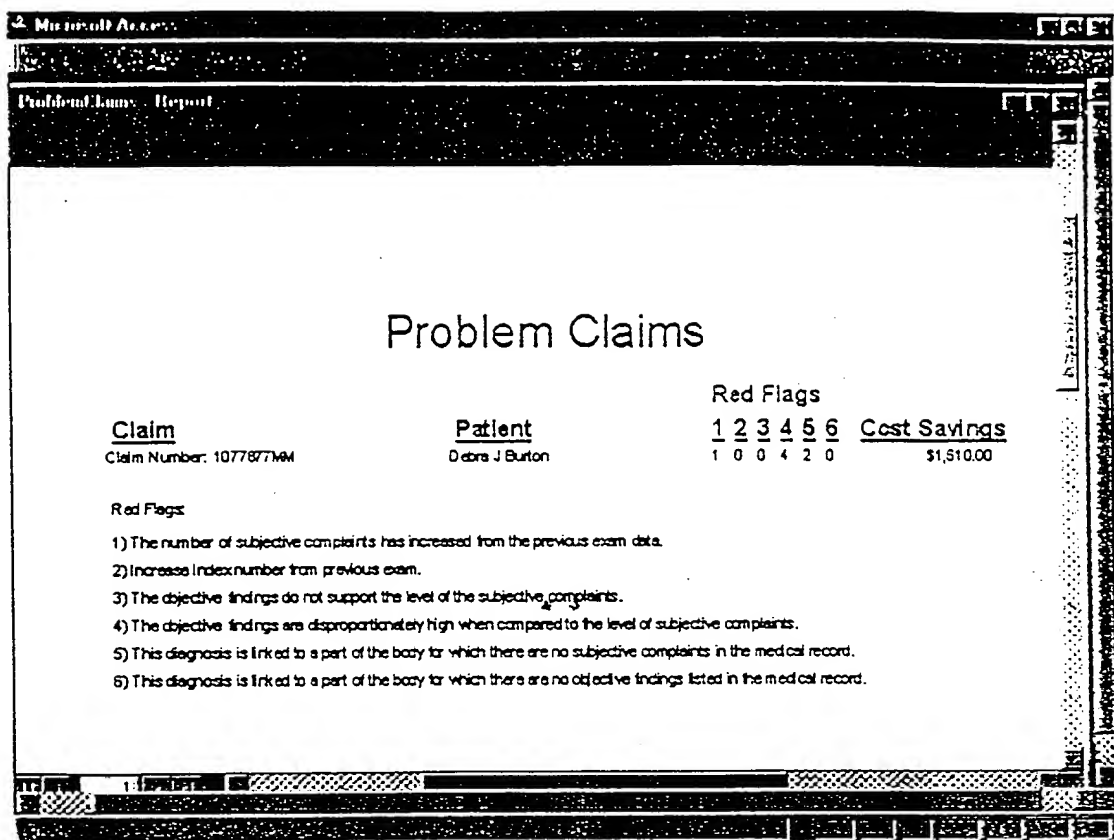 Microsoft Access
ProblemClaims : Report
Problem Claims
Red Flags
Claim Patient 1 2 3 4 5 6 Cost Savings
Claim Number: 1077877MM Debra J Burton 1 0 0 4 2 0 $1,510.00
Red Flags:
1) The number of subjective complaints has increased from the previous exam data.
2) Increase Index number from previous exam.
3) The objective findings do not support the level of the subjective complaints.
4) The objective findings are disproportionately high when compared to the level of subjective complaints.
5) This diagnosis is linked to a part of the body for which there are no subjective complaints in the medical record.
6) This diagnosis is linked to a part of the body for which there are no objective findings listed in the medical record.